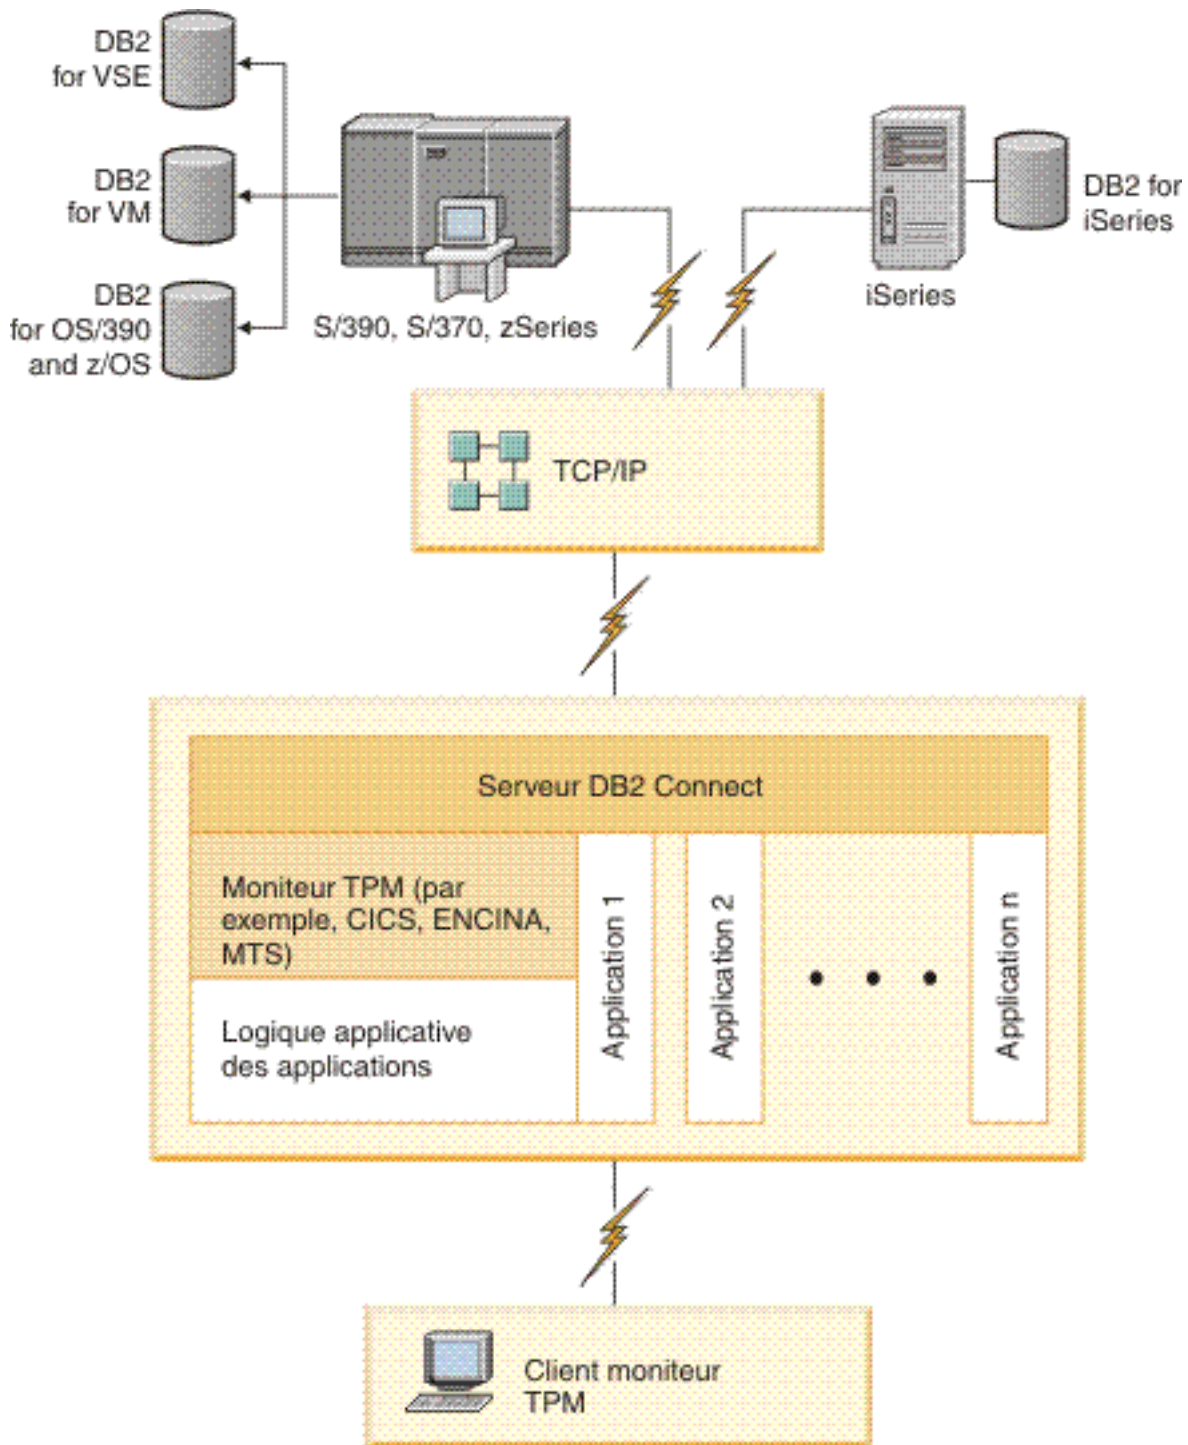 DB2
for VSE
DB2
for VM
DB2
for OS/390
and z/OS
S/390, S/370, zSeries
iSeries
DB2 for
iSeries
TCP/IP
Serveur DB2 Connect
Moniteur TPM (par
exemple, CICS, ENCINA,
MTS)
Logique applicative
des applications
Application 1
Application 2
Application n
Client moniteur
TPM